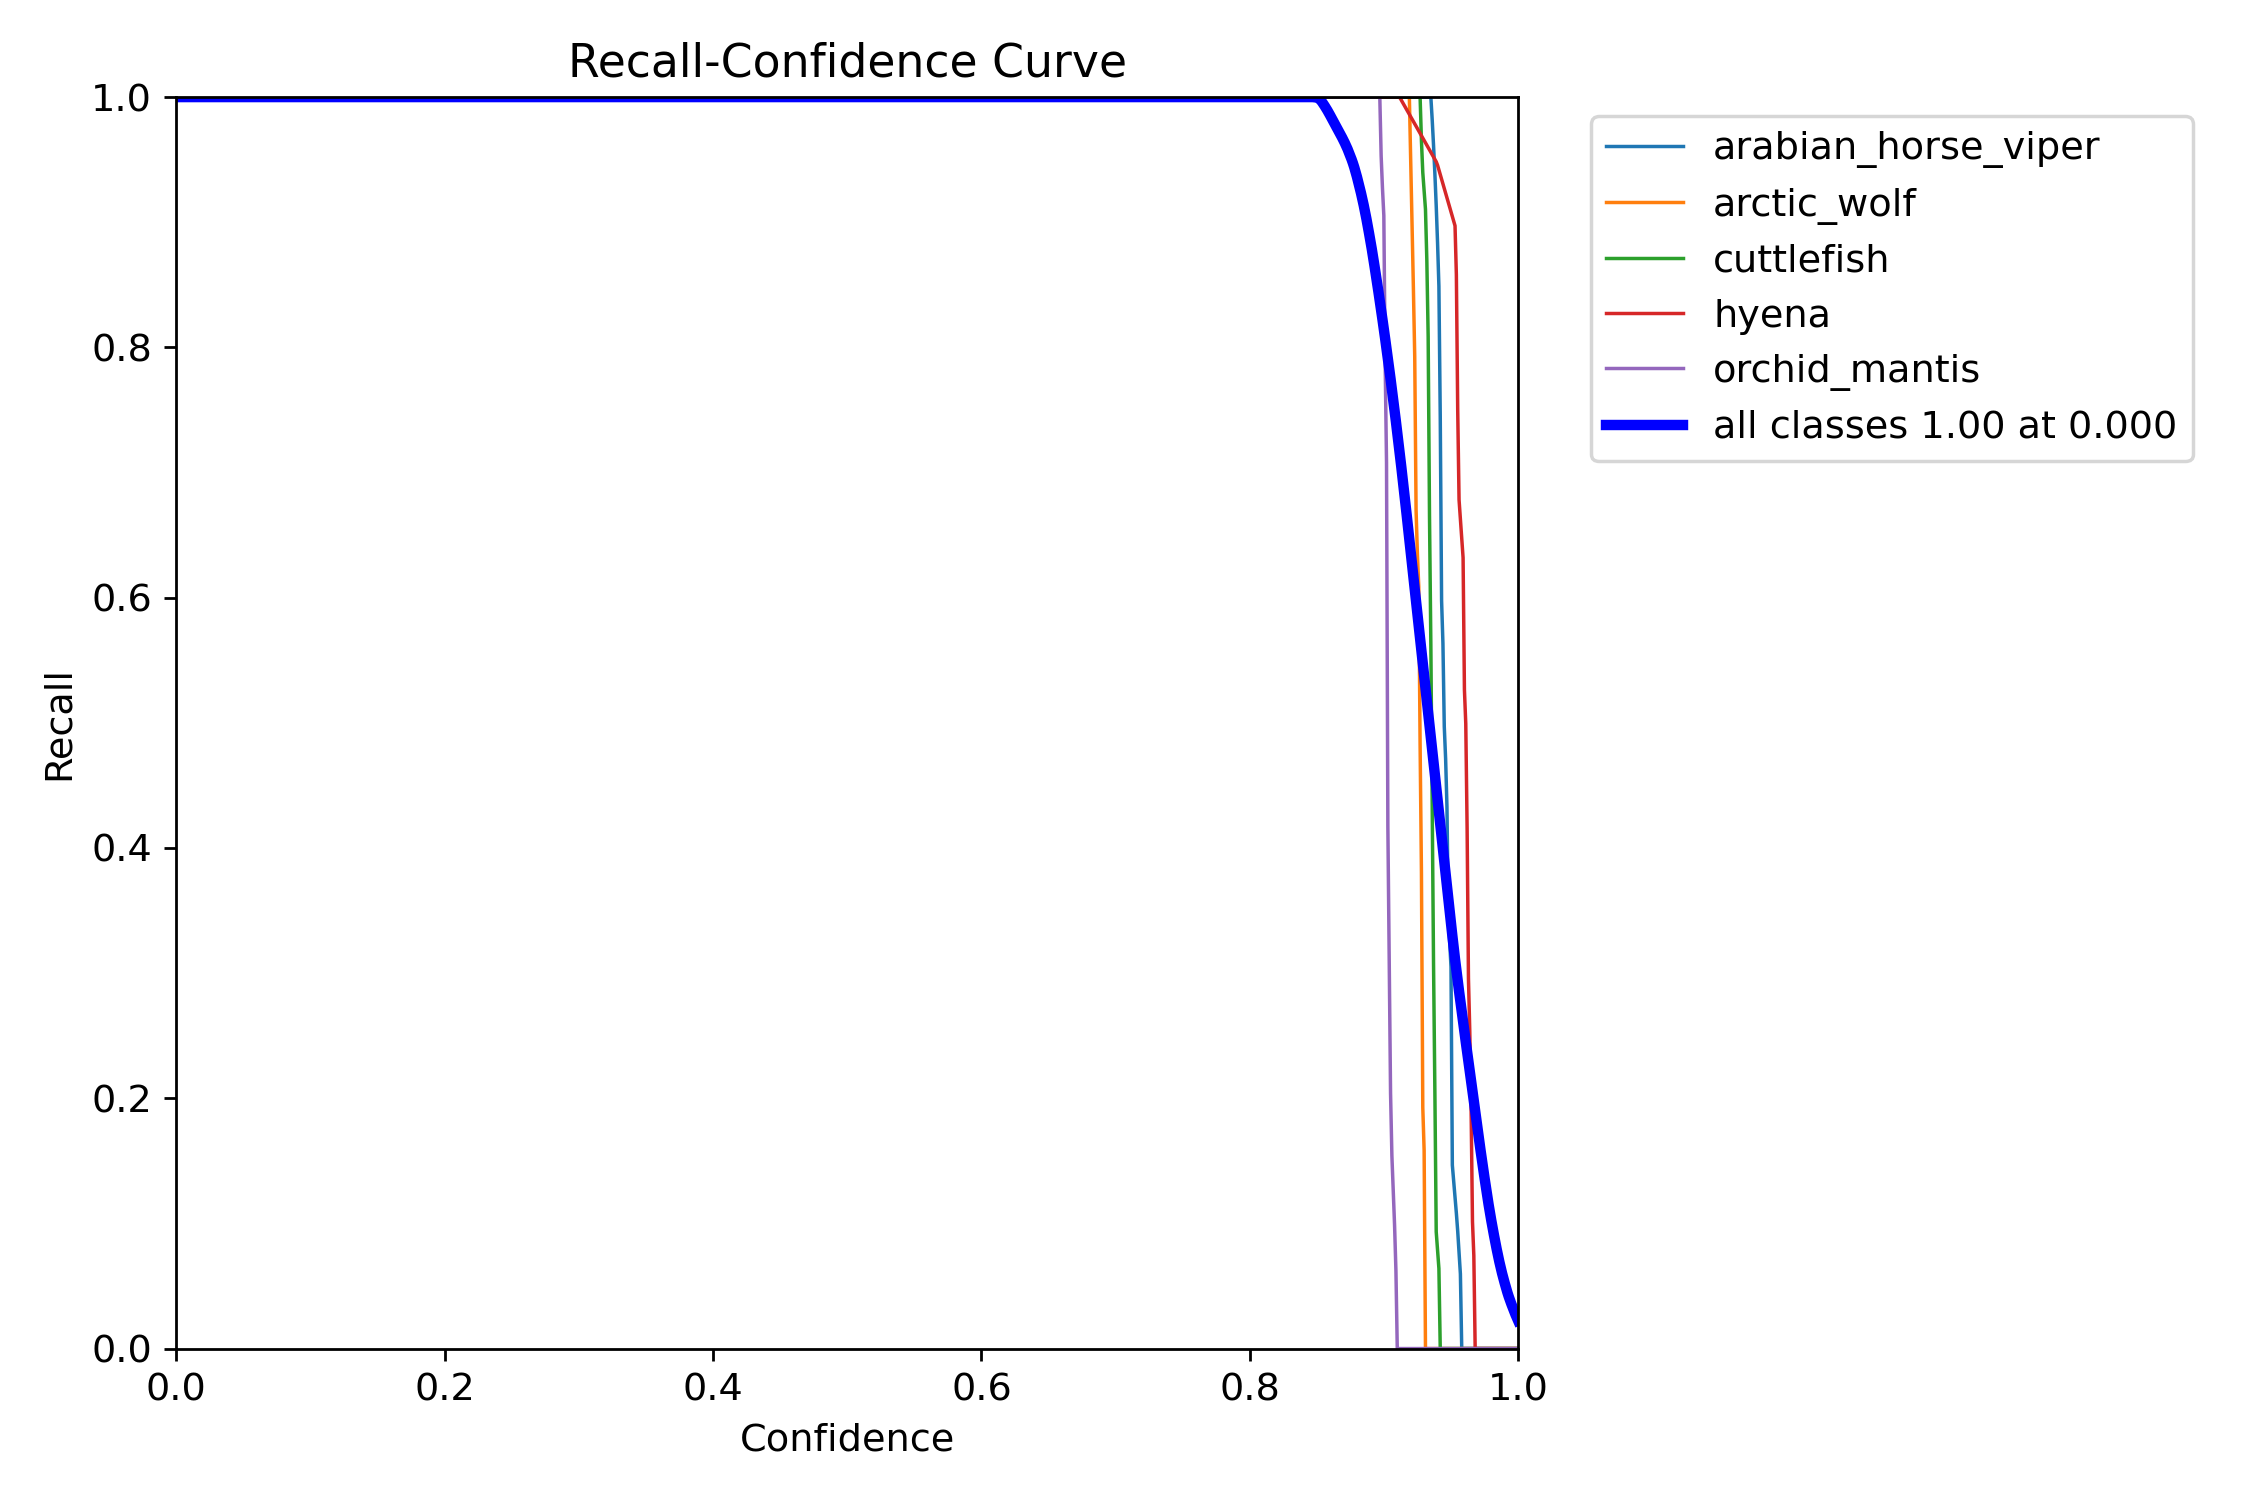 Recall-Confidence Curve
1.0
0.8
0.6
0.4
0.2
0.0
Recall
0.0 0.2 0.4 0.6 0.8 1.0
Confidence
arabian_horse_viper
arctic_wolf
cuttlefish
hyena
orchid_mantis
all classes 1.00 at 0.000